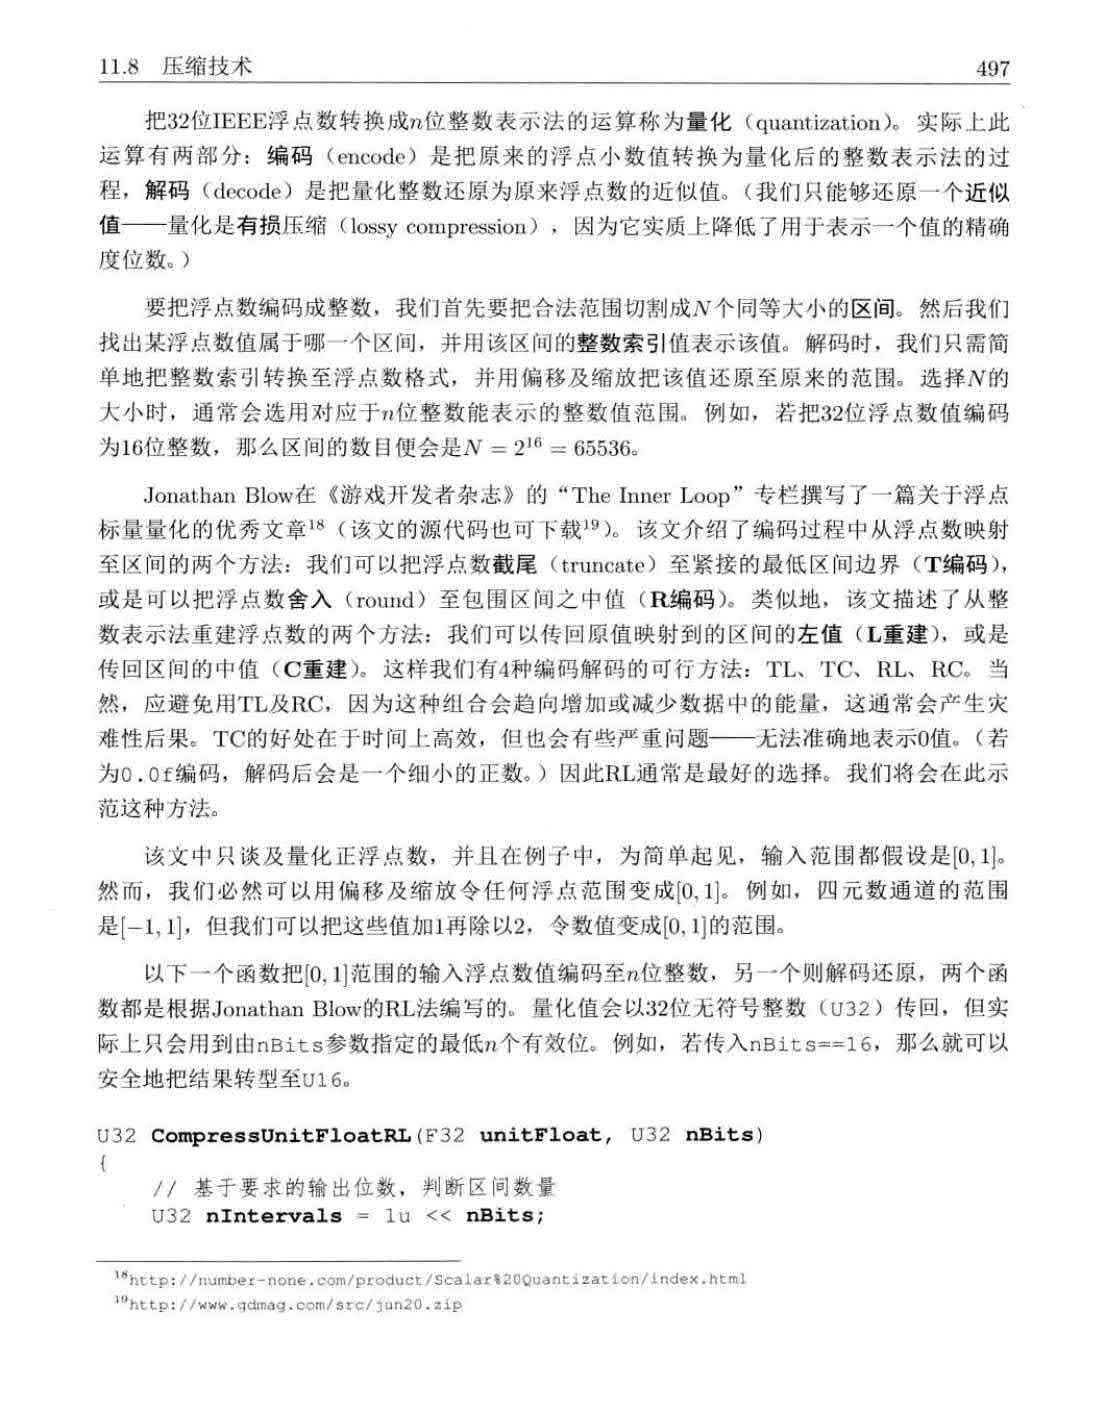 11.8 压缩技术 497
把32位IEEE浮点数转换成n位整数表示法的运算称为量化（quantization）。实际上此
运算有两部分：编码（encode）是把原来的浮点小数值转换为量化后的整数表示法的过
程，解码（decode）是把量化整数还原为原来浮点数的近似值。（我们只能够还原一个近似
值——量化是有损压缩（lossy compression），因为它实质上降低了用于表示一个值的精确
度位数。）
要把浮点数编码成整数，我们首先要把合法范围切割成N个同等大小的区间。然后我们
找出某浮点数值属于哪一个区间，并用该区间的整数索引值表示该值。解码时，我们只需简
单地把整数索引转换至浮点数格式，并用偏移及缩放把该值还原至原来的范围。选择N的
大小时，通常会选用对应于n位整数能表示的整数值范围。例如，若把32位浮点数值编码
为16位整数，那么区间的数目便会是N = 2¹⁶ = 65536。
Jonathan Blow在《游戏开发者杂志》的“The Inner Loop”专栏撰写了一篇关于浮点
标量量化的优秀文章¹⁸（该文的源代码也可下载¹⁹）。该文介绍了编码过程中从浮点数映射
至区间的两个方法：我们可以把浮点数截尾（truncate）至紧接的最低区间边界（T编码），
或是可以把浮点数舍入（round）至包围区间之中值（R编码）。类似地，该文描述了从整
数表示法重建浮点数的两个方法：我们可以传回原值映射到的区间的左值（L重建），或是
传回区间的中值（C重建）。这样我们有4种编码解码的可行方法：TL、TC、RL、RC。当
然，应避免用TL及RC，因为这种组合会趋向增加或减少数据中的能量，这通常会产生灾
难性后果。TC的好处在于时间上高效，但也会有些严重问题——无法准确地表示0值。（若
为0.0f编码，解码后会是一个细小的正数。）因此RL通常是最好的选择。我们将会在此示
范这种方法。
该文中只谈及量化正浮点数，并且在例子中，为简单起见，输入范围都假设是[0, 1]。
然而，我们必然可以用偏移及缩放令任何浮点范围变成[0, 1]。例如，四元数通道的范围
是[−1, 1]，但我们可以把这些值加1再除以2，令数值变成[0, 1]的范围。
以下一个函数把[0, 1]范围的输入浮点数值编码至n位整数，另一个则解码还原，两个函
数都是根据Jonathan Blow的RL法编写的。量化值会以32位无符号整数（U32）传回，但实
际上只会用到由nBits参数指定的最低n个有效位。例如，若传入nBits==16，那么就可以
安全地把结果转型至U16。
U32 CompressUnitFloatRL(F32 unitFloat, U32 nBits)
{
// 基于要求的输出位数，判断区间数量
U32 nIntervals = 1u << nBits;
¹⁸http://number-none.com/product/Scalar%20Quantization/index.html
¹⁹http://www.gdmag.com/src/jun20.zip